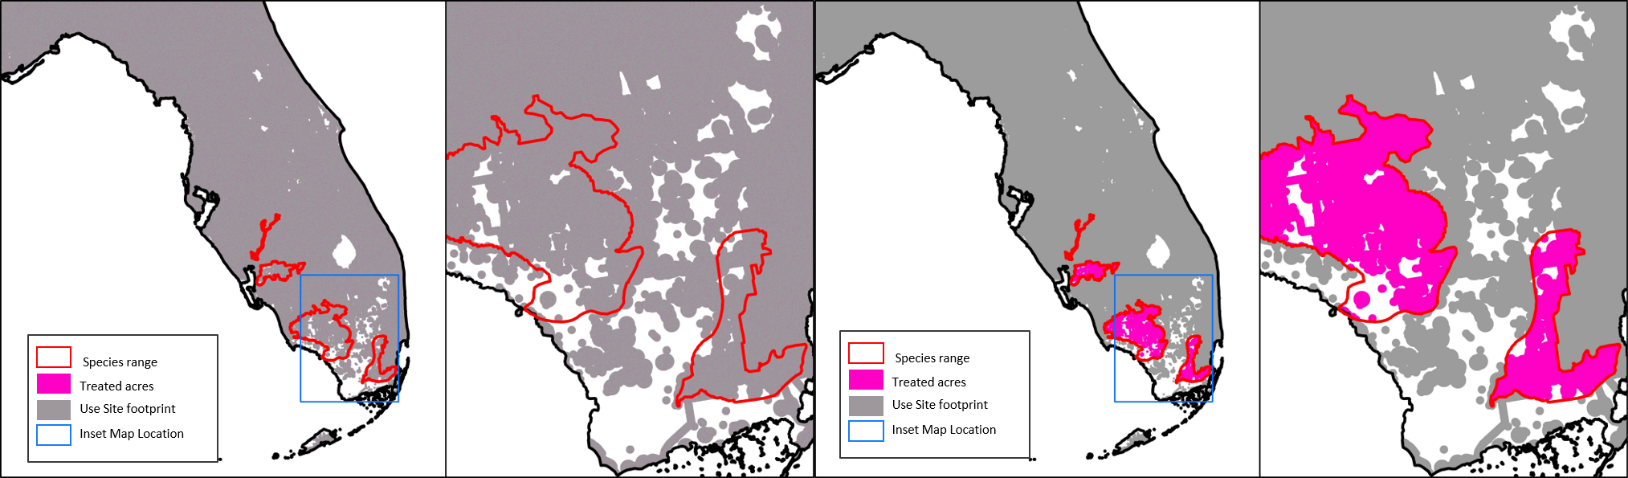 Species range
Treated acres
Use Site footprint
Inset Map Location
Species range
Treated acres
Use Site footprint
Inset Map Location